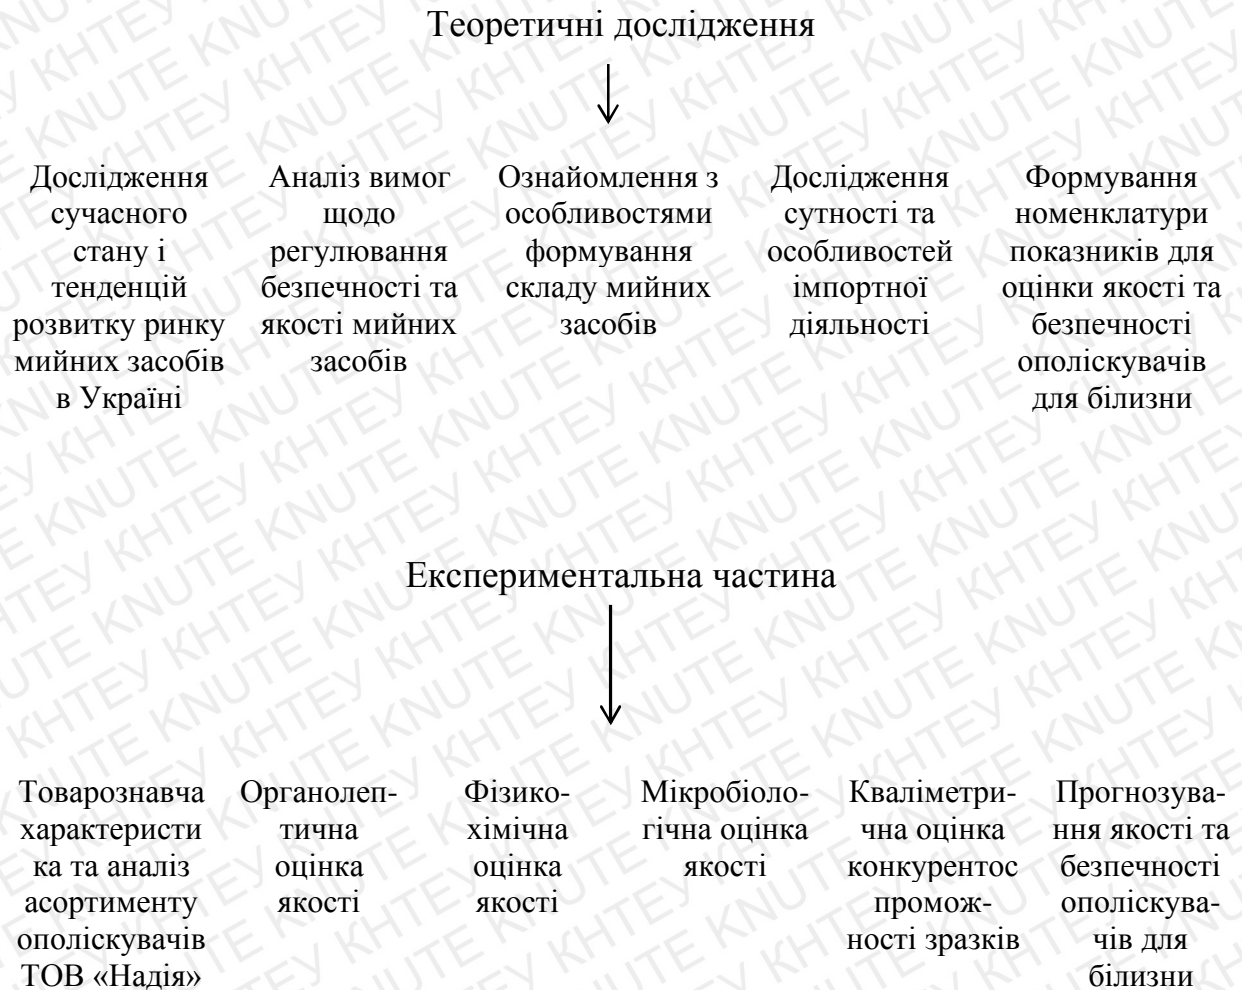 Теоретичні дослідження
Дослідження
сучасного
стану і
тенденцій
розвитку ринку
мийних засобів
в Україні
Аналіз вимог
щодо
регулювання
безпечності та
якості мийних
засобів
Ознайомлення з
особливостями
формування
складу мийних
засобів
Дослідження
сутності та
особливостей
імпортної
діяльності
Формування
номенклатури
показників для
оцінки якості та
безпечності
ополіскувачів
для білизни
Експериментальна частина
Товарознавча
характеристи
ка та аналіз
асортименту
ополіскувачів
ТОВ «Надія»
Органолеп-
тична
оцінка
якості
Фізико-
хімічна
оцінка
якості
Мікробіоло-
гічна оцінка
якості
Кваліметри-
чна оцінка
конкурентос
промож-
ності зразків
Прогнозува-
ння якості та
безпечності
ополіскува-
чів для
білизни